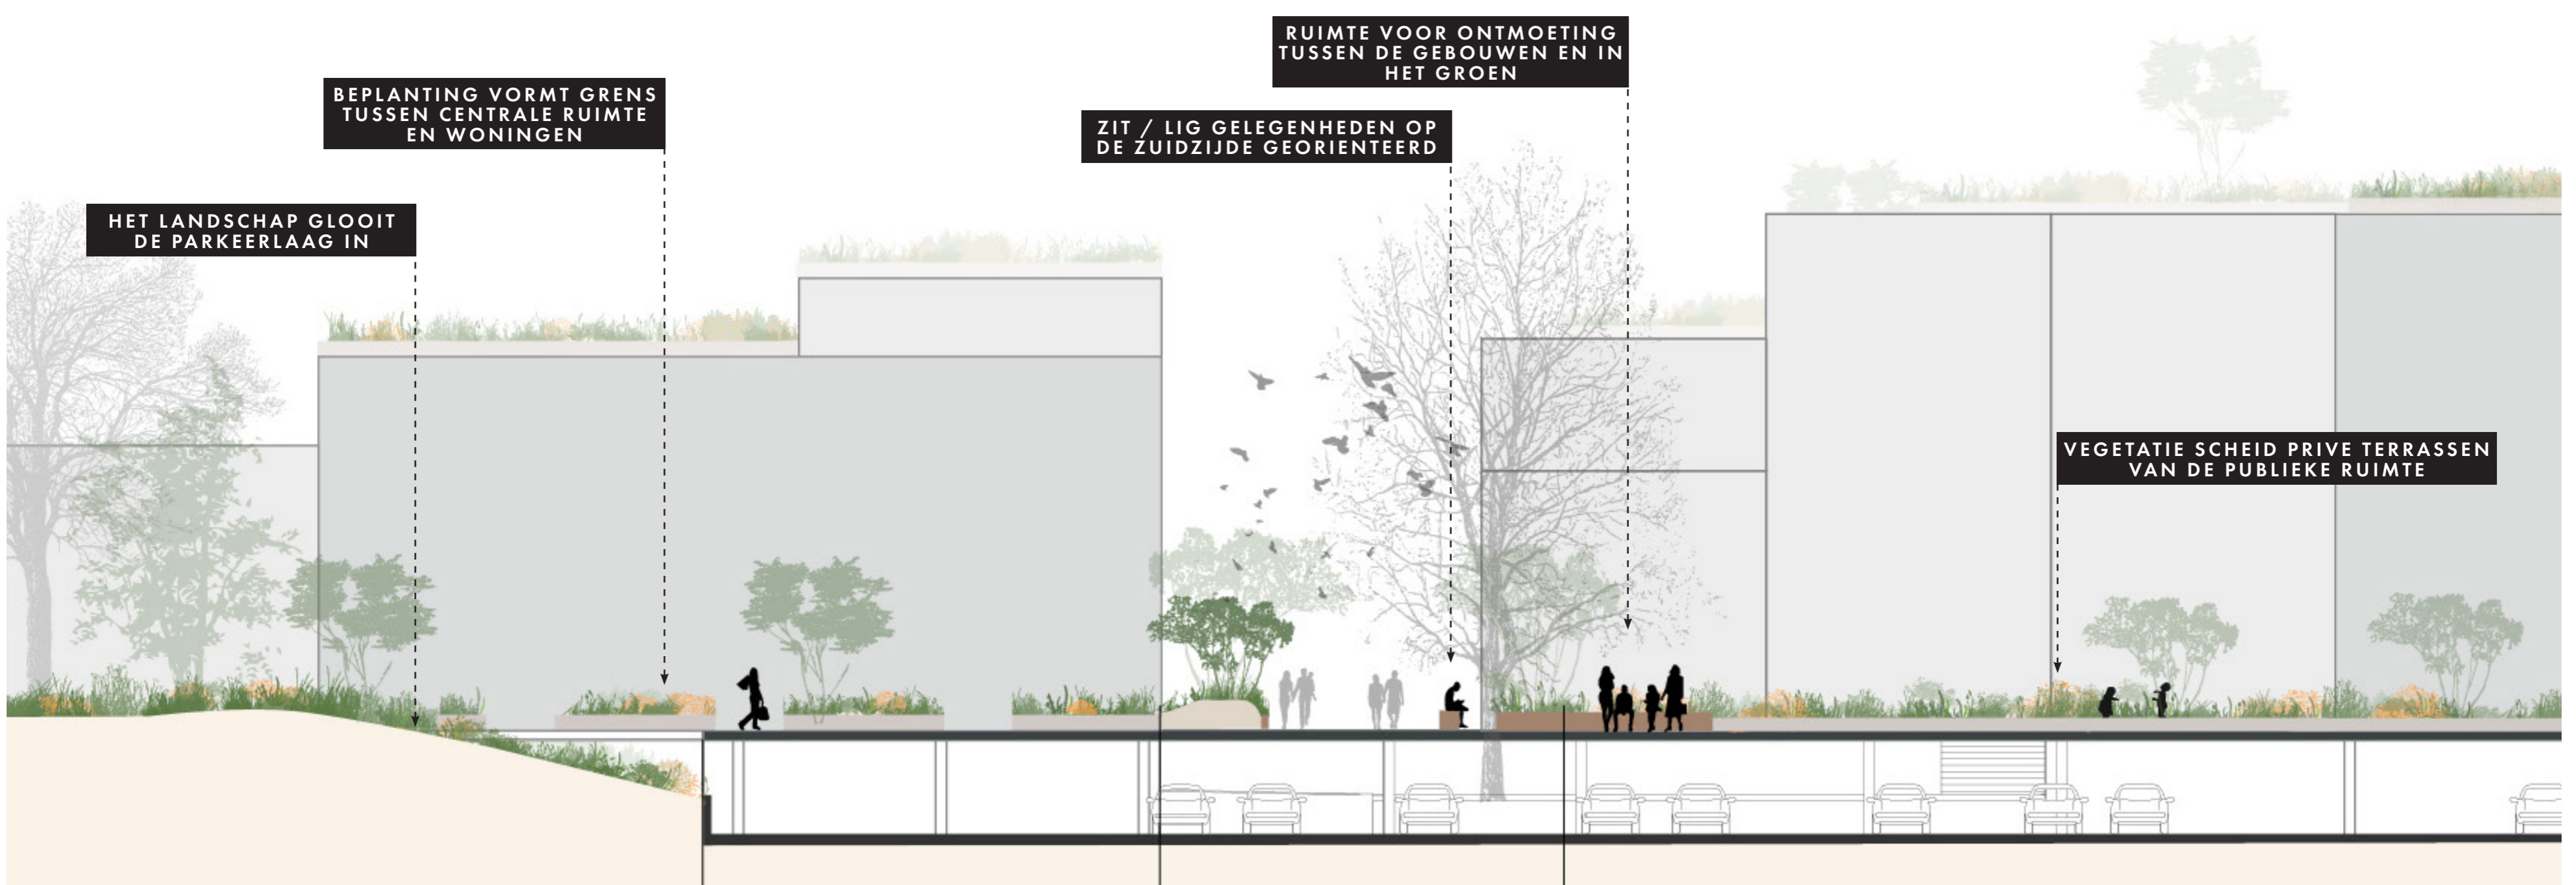 HET LANDSCHAP GLOOIT
DE PARKEERLAAG IN
BEPLANTING VORMT GRENS
TUSSEN CENTRALE RUIMTE
EN WONINGEN
ZIT / LIG GELEGENHEDEN OP
DE ZUIDZIJDE GEORIENTEERD
RUIMTE VOOR ONTMOETING
TUSSEN DE GEBOUWEN EN IN
HET GROEN
VEGETATIE SCHEID PRIVE TERRASSEN
VAN DE PUBLIEKE RUIMTE